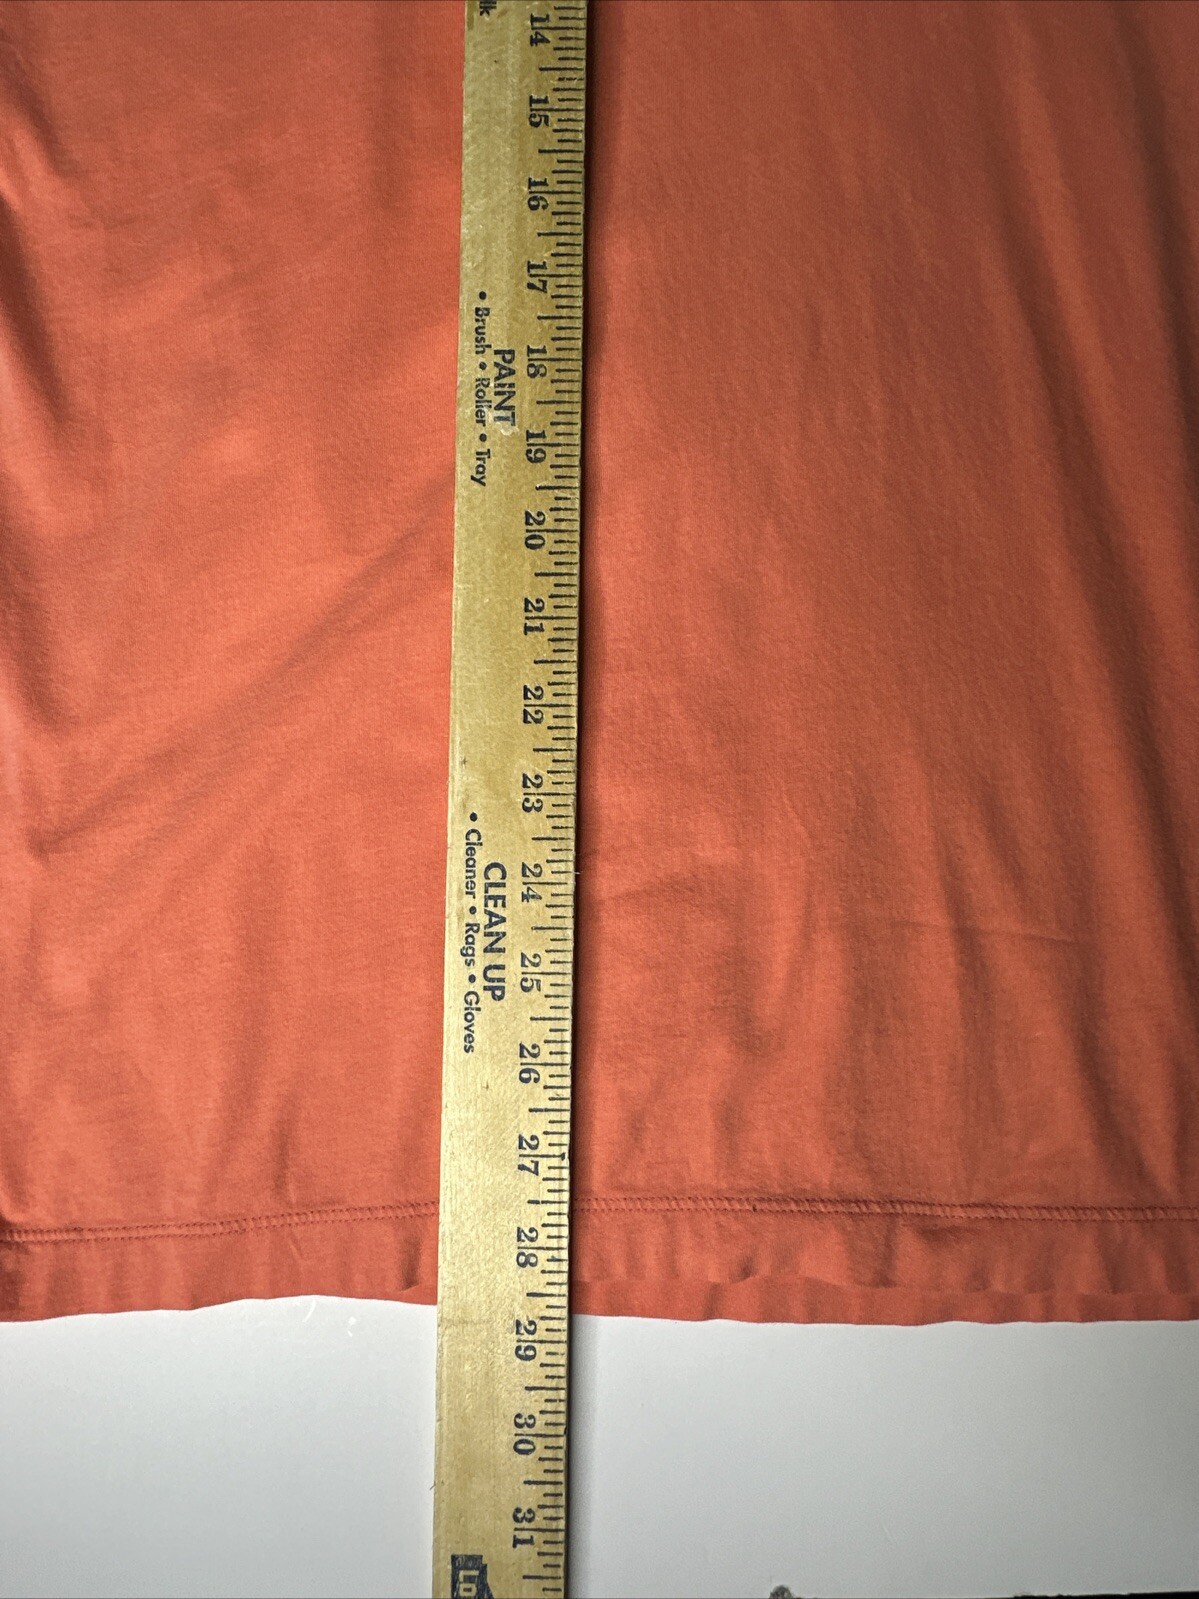 lk
14 15 16 17 18 19 20 21 22 23 24 25 26 27 28 29 30 31
PAINT
• Brush • Roller • Tray
CLEAN UP
• Cleaner • Rags • Gloves
Lo